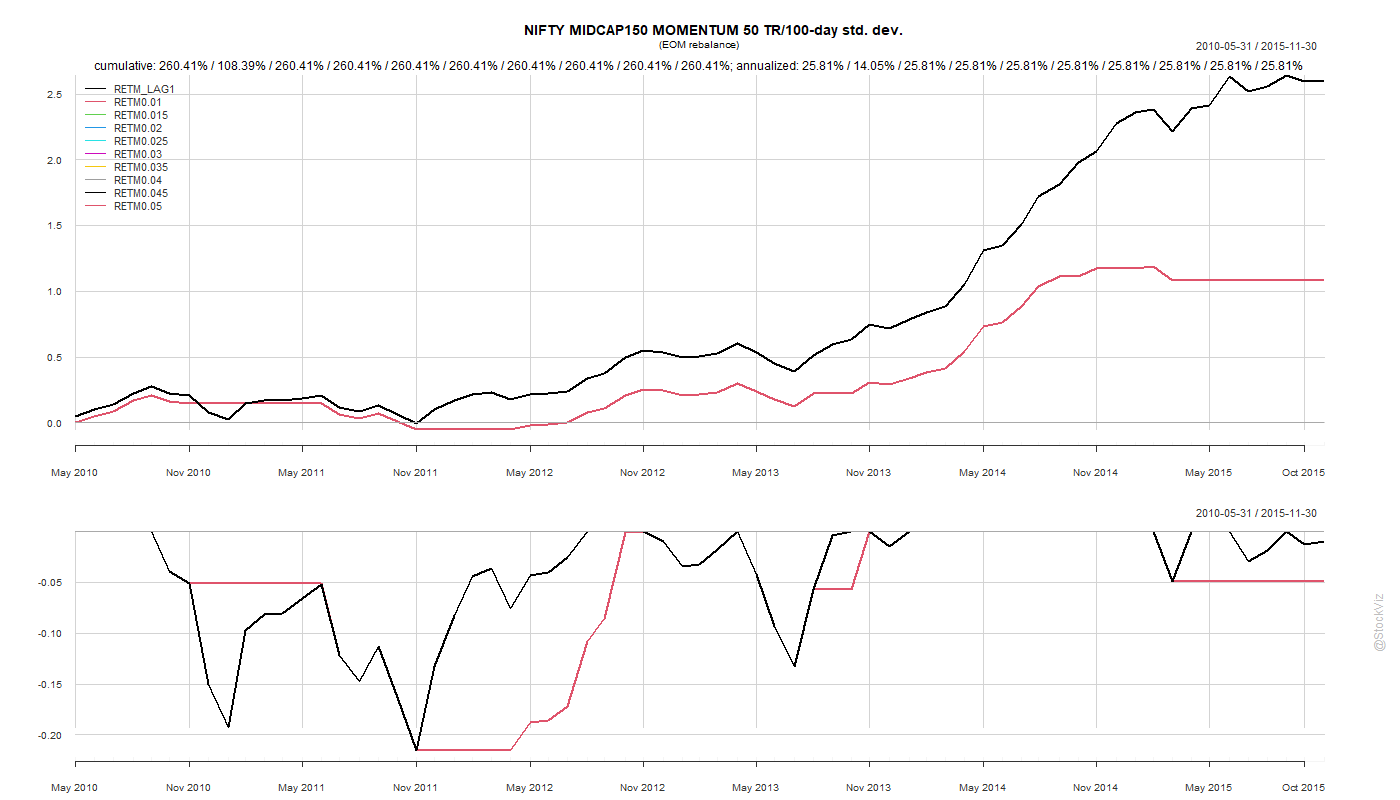 NIFTY MIDCAP150 MOMENTUM 50 TR/100-day std. dev.
(EOM rebalance)
2010-05-31 / 2015-11-30
cumulative: 260.41% / 108.39% / 260.41% / 260.41% / 260.41% / 260.41% / 260.41% / 260.41% / 260.41% / 260.41%; annualized: 25.81% / 14.05% / 25.81% / 25.81% / 25.81% / 25.81% / 25.81% / 25.81% / 25.81% / 25.81%
RETM_LAG1
RETM0.01
RETM0.015
RETM0.02
RETM0.025
RETM0.03
RETM0.035
RETM0.04
RETM0.045
RETM0.05
2.5
2.0
1.5
1.0
0.5
0.0
May 2010 Nov 2010 May 2011 Nov 2011 May 2012 Nov 2012 May 2013 Nov 2013 May 2014 Nov 2014 May 2015 Oct 2015
2010-05-31 / 2015-11-30
-0.05
-0.10
-0.15
-0.20
May 2010 Nov 2010 May 2011 Nov 2011 May 2012 Nov 2012 May 2013 Nov 2013 May 2014 Nov 2014 May 2015 Oct 2015
@StockViz